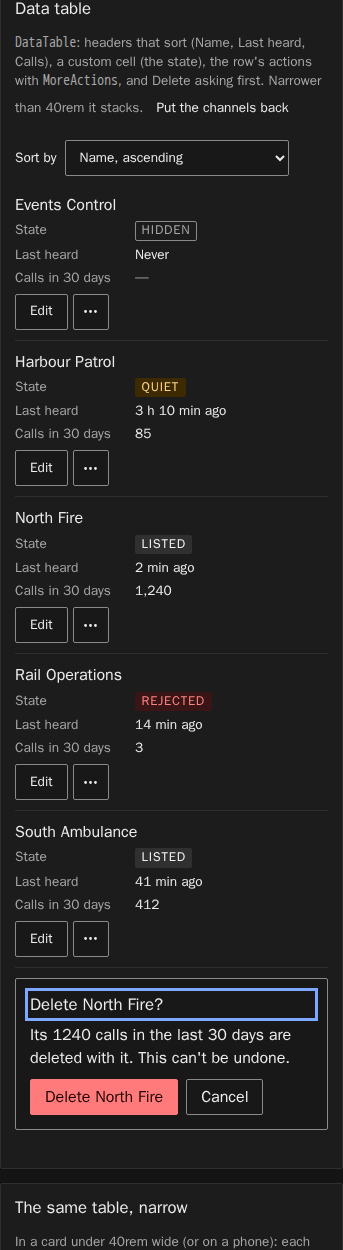 Data table
DataTable: headers that sort (Name, Last heard,
Calls), a custom cell (the state), the row's actions
with MoreActions, and Delete asking first. Narrower
than 40rem it stacks. Put the channels back
Sort by Name, ascending
Events Control
State HIDDEN
Last heard Never
Calls in 30 days —
Edit ···
Harbour Patrol
State QUIET
Last heard 3 h 10 min ago
Calls in 30 days 85
Edit ···
North Fire
State LISTED
Last heard 2 min ago
Calls in 30 days 1,240
Edit ···
Rail Operations
State REJECTED
Last heard 14 min ago
Calls in 30 days 3
Edit ···
South Ambulance
State LISTED
Last heard 41 min ago
Calls in 30 days 412
Edit ···
Delete North Fire?
Its 1240 calls in the last 30 days are
deleted with it. This can't be undone.
Delete North Fire Cancel
The same table, narrow
In a card under 40rem wide (or on a phone): each